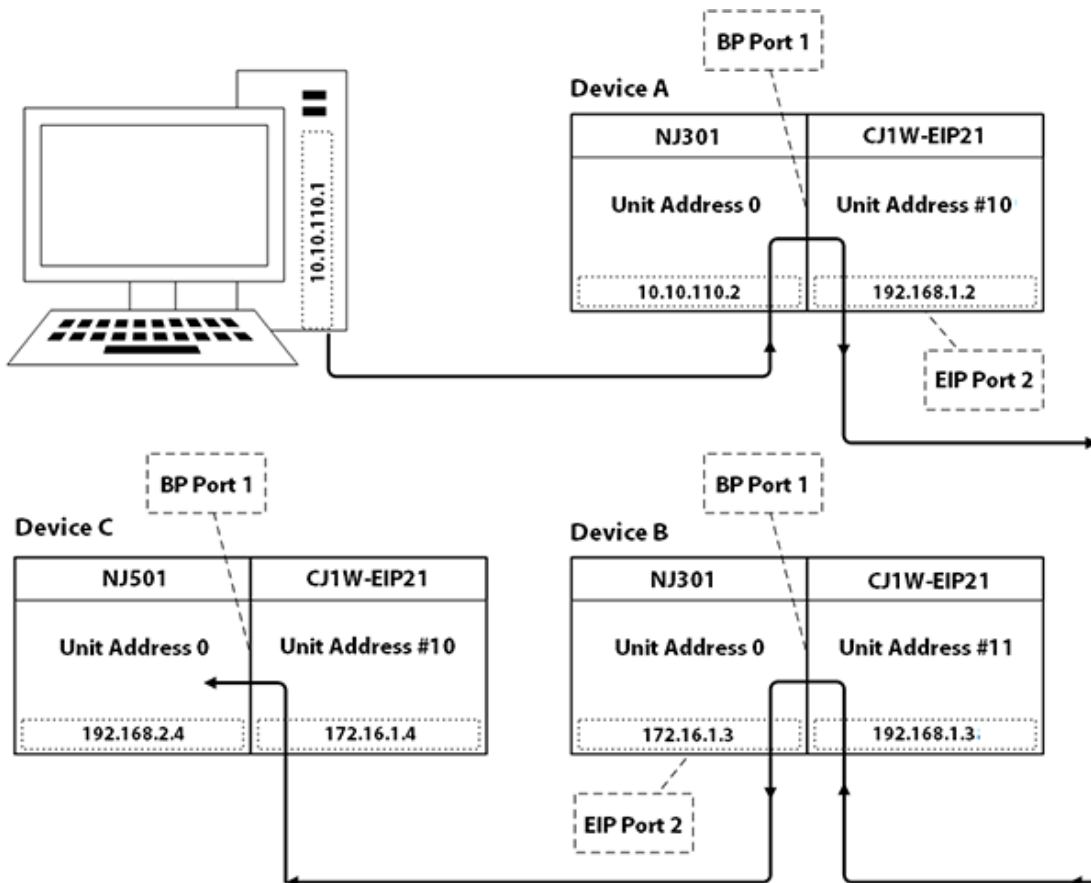 BP Port 1
Device A
NJ301
CJ1W-EIP21
Unit Address 0
Unit Address #10
10.10.110.1
10.10.110.2
192.168.1.2
EIP Port 2
BP Port 1
Device C
NJ501
CJ1W-EIP21
Unit Address 0
Unit Address #10
192.168.2.4
172.16.1.4
BP Port 1
Device B
NJ301
CJ1W-EIP21
Unit Address 0
Unit Address #11
172.16.1.3
192.168.1.3
EIP Port 2